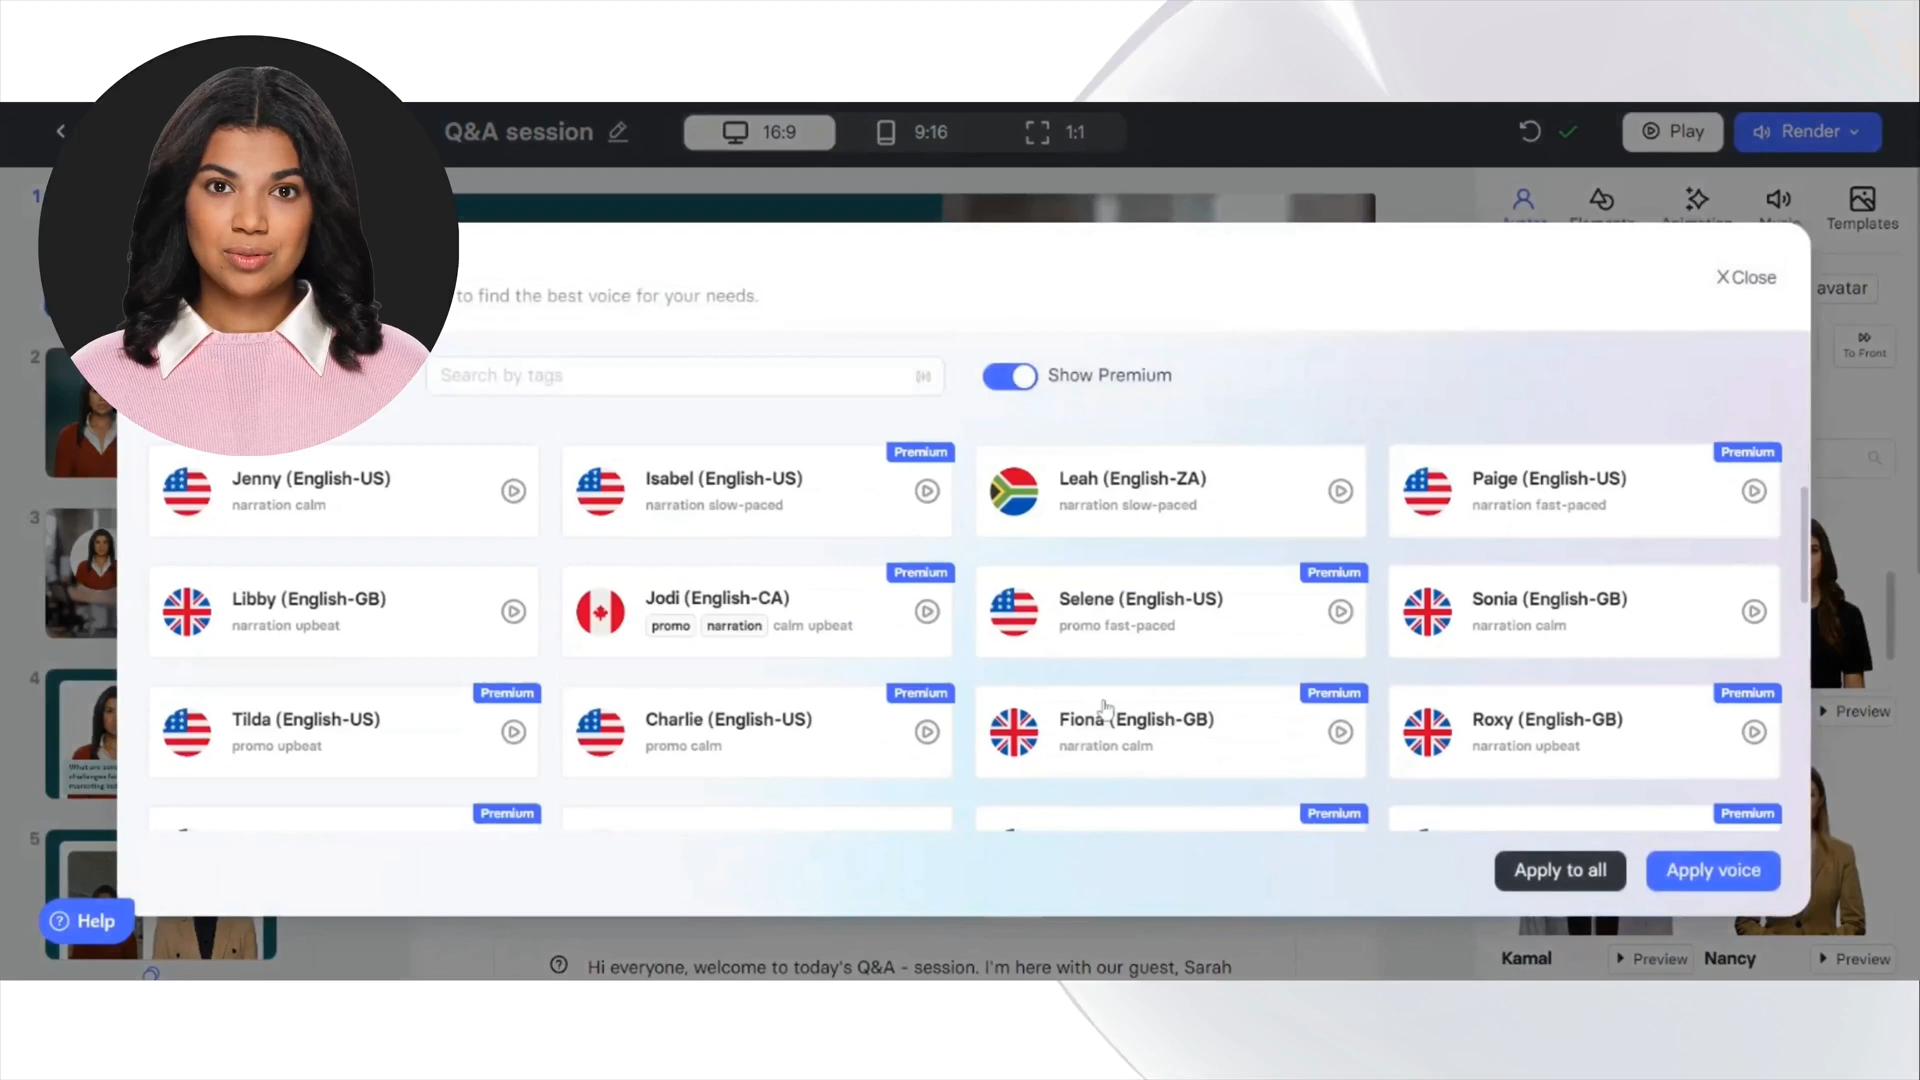 Q&A session
16:9
9:16
1:1
Play
Render
Templates
1
2
3
4
5
to find the best voice for your needs.
X Close
avatar
To Front
Search by tags
Show Premium
Jenny (English-US)
narration calm
Premium
Isabel (English-US)
narration slow-paced
Leah (English-ZA)
narration slow-paced
Premium
Paige (English-US)
narration fast-paced
Libby (English-GB)
narration upbeat
Premium
Jodi (English-CA)
promo narration calm upbeat
Premium
Selene (English-US)
promo fast-paced
Sonia (English-GB)
narration calm
Premium
Tilda (English-US)
promo upbeat
Premium
Charlie (English-US)
promo calm
Premium
Fiona (English-GB)
narration calm
Premium
Roxy (English-GB)
narration upbeat
Preview
Premium
Premium
Premium
Apply to all
Apply voice
Help
Hi everyone, welcome to today's Q&A - session. I'm here with our guest, Sarah
Kamal
Preview
Nancy
Preview